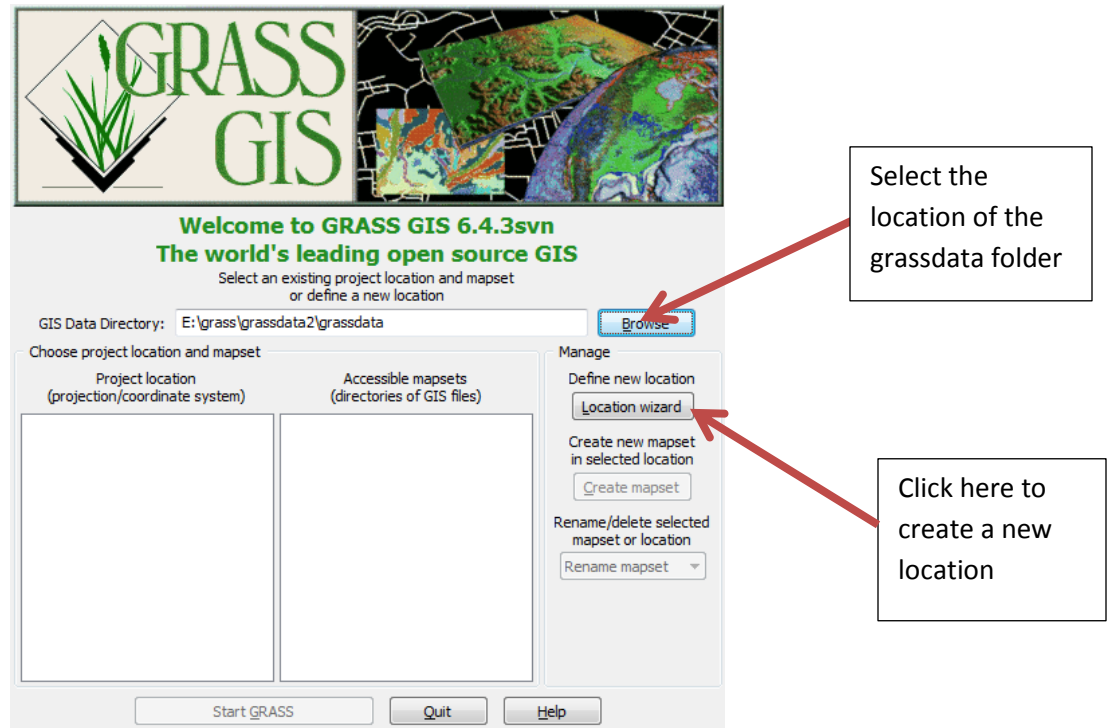 GRASS
GIS
Welcome to GRASS GIS 6.4.3svn
The world's leading open source GIS
Select an existing project location and mapset
or define a new location
GIS Data Directory: E:\grass\grassdata2\grassdata Browse
Choose project location and mapset
Project location
(projection/coordinate system)
Accessible mapsets
(directories of GIS files)
Manage
Define new location
Location wizard
Create new mapset
in selected location
Create mapset
Rename/delete selected
mapset or location
Rename mapset
Start GRASS Quit Help
Select the
location of the
grassdata folder
Click here to
create a new
location